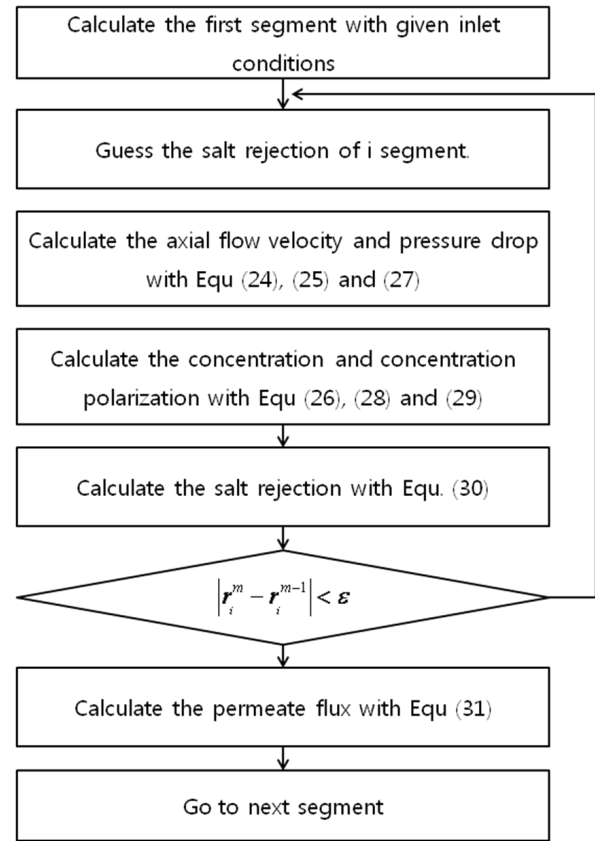 Calculate the first segment with given inlet
conditions
Guess the salt rejection of i segment.
Calculate the axial flow velocity and pressure drop
with Equ (24), (25) and (27)
Calculate the concentration and concentration
polarization with Equ (26), (28) and (29)
Calculate the salt rejection with Equ. (30)
|r_i^m − r_i^{m−1}| < ε
Calculate the permeate flux with Equ (31)
Go to next segment